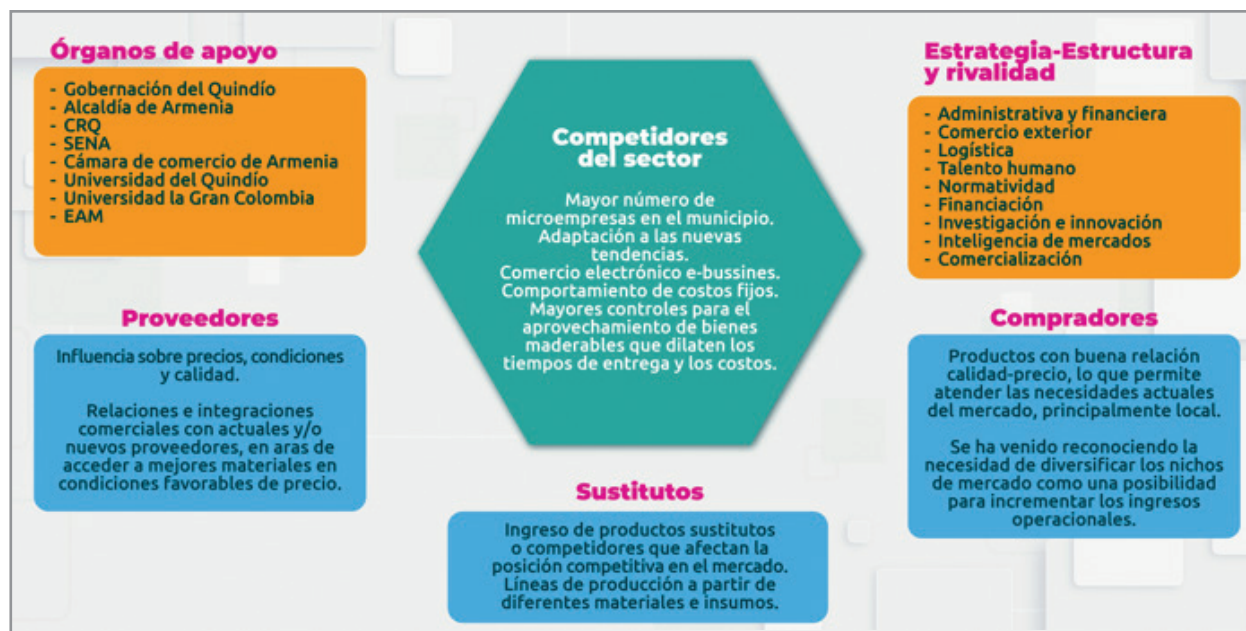 Órganos de apoyo
- Gobernación del Quindío
- Alcaldía de Armenia
- CRQ
- SENA
- Cámara de comercio de Armenia
- Universidad del Quindío
- Universidad la Gran Colombia
- EAM
Proveedores
Influencia sobre precios, condiciones
y calidad.
Relaciones e integraciones
comerciales con actuales y/o
nuevos proveedores, en aras de
acceder a mejores materiales en
condiciones favorables de precio.
Competidores
del sector
Mayor número de
microempresas en el municipio.
Adaptación a las nuevas
tendencias.
Comercio electrónico e-bussines.
Comportamiento de costos fijos.
Mayores controles para el
aprovechamiento de bienes
maderables que dilaten los
tiempos de entrega y los costos.
Sustitutos
Ingreso de productos sustitutos
o competidores que afectan la
posición competitiva en el mercado.
Líneas de producción a partir de
diferentes materiales e insumos.
Estrategia-Estructura
y rivalidad
- Administrativa y financiera
- Comercio exterior
- Logística
- Talento humano
- Normatividad
- Financiación
- Investigación e innovación
- Inteligencia de mercados
- Comercialización
Compradores
Productos con buena relación
calidad-precio, lo que permite
atender las necesidades actuales
del mercado, principalmente local.
Se ha venido reconociendo la
necesidad de diversificar los nichos
de mercado como una posibilidad
para incrementar los ingresos
operacionales.